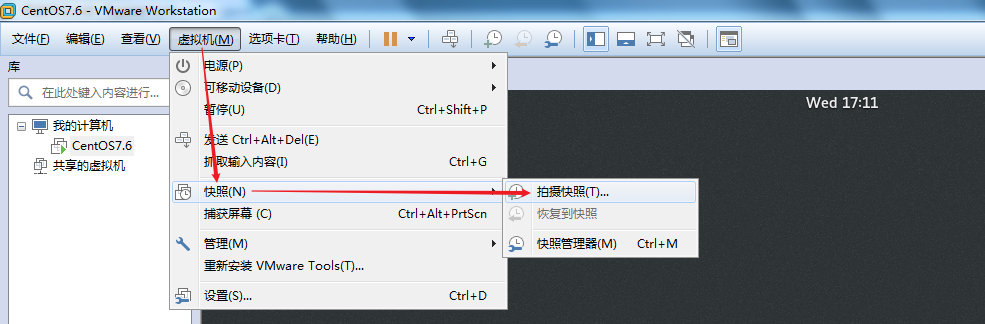 CentOS7.6 - VMware Workstation
文件(F) 编辑(E) 查看(V) 虚拟机(M) 选项卡(T) 帮助(H)
库
在此处键入内容进行...
我的计算机
CentOS7.6
共享的虚拟机
电源(P)
可移动设备(D)
暂停(U) Ctrl+Shift+P
发送 Ctrl+Alt+Del(E)
抓取输入内容(I) Ctrl+G
快照(N)
捕获屏幕 (C) Ctrl+Alt+PrtScn
管理(M)
重新安装 VMware Tools(T)...
设置(S)... Ctrl+D
拍摄快照(T)...
恢复到快照
快照管理器(M) Ctrl+M
Wed 17:11